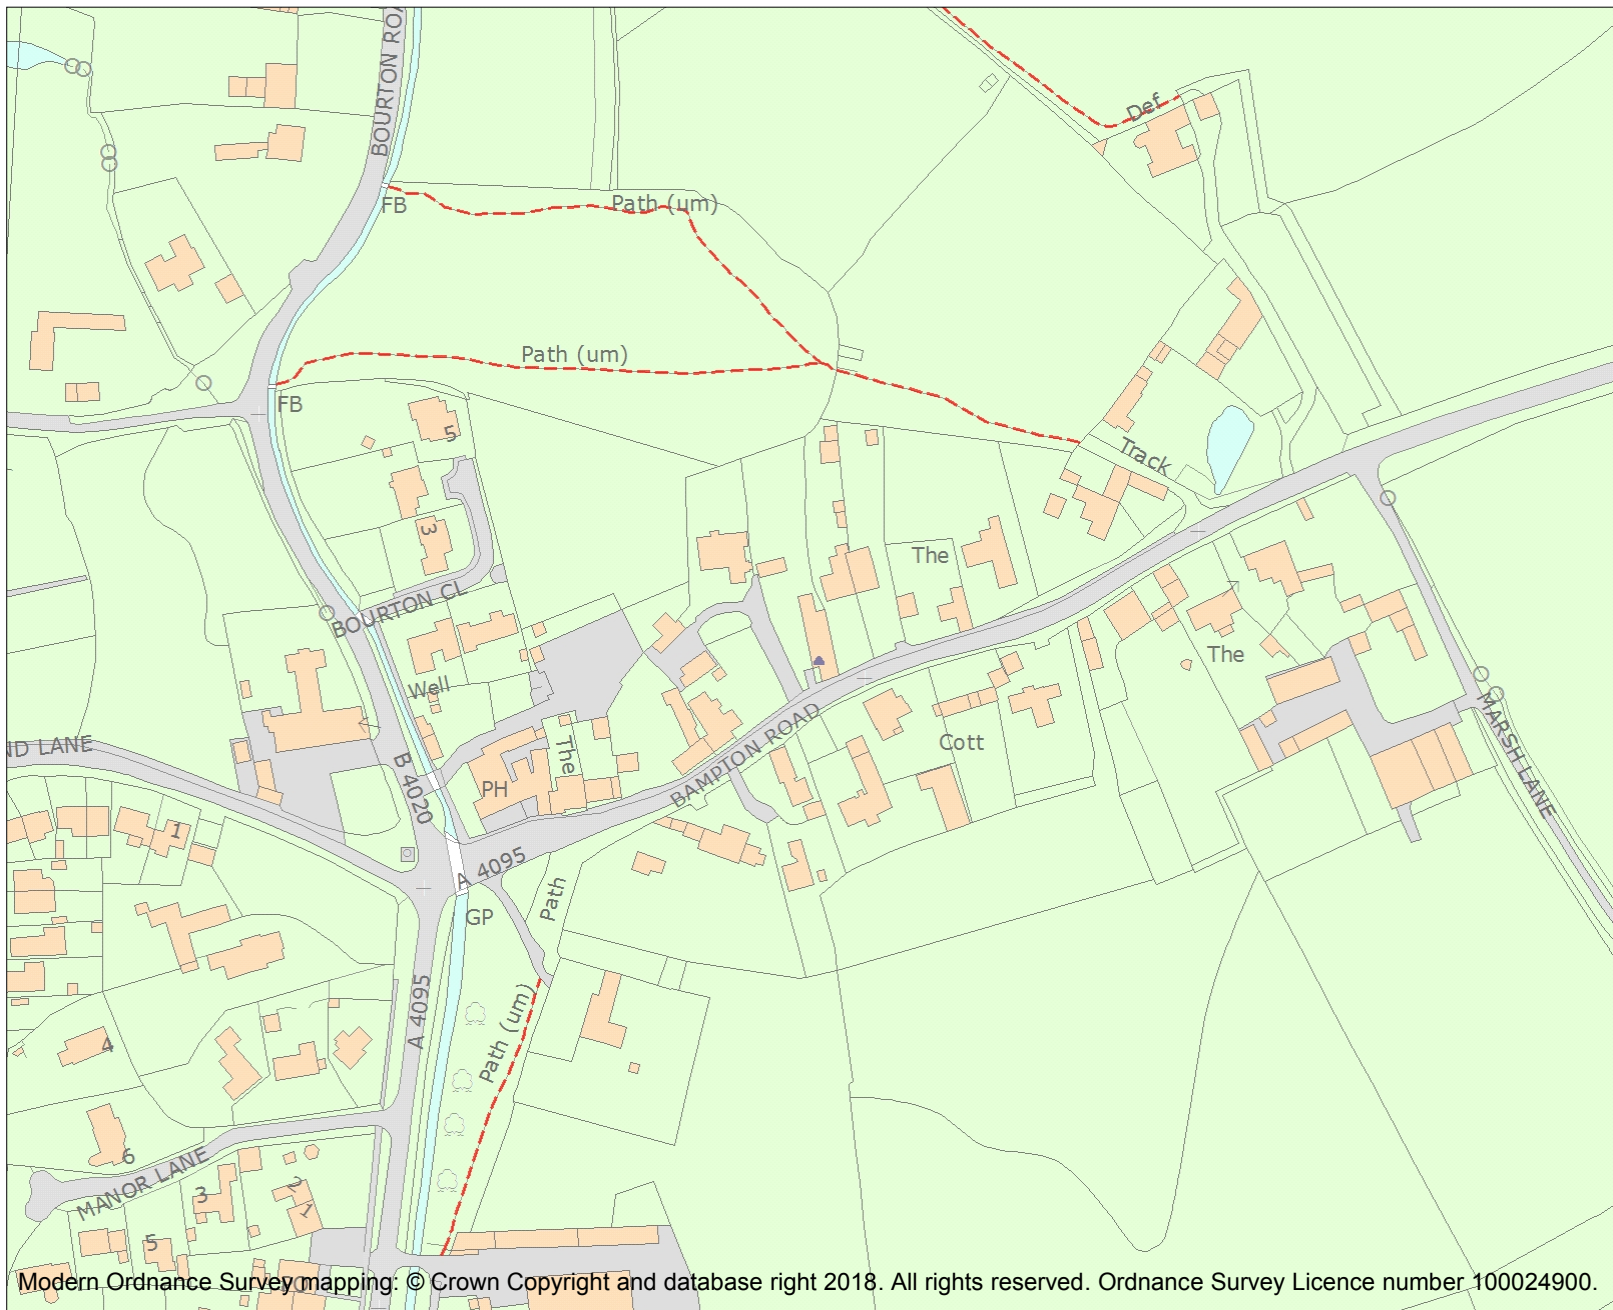 BOURTON ROA
Def
FB
Path (um)
Path (um)
FB
5
Track
3
The
BOURTON CL
The
Well
MARSH LANE
ND LANE
B 4020
The
PH
BAMPTON ROAD
Cott
1
A 4095
Path
GP
A 4095
Path (um)
4
6
MANOR LANE
3
2
1
5
Modern Ordnance Survey mapping: © Crown Copyright and database right 2018. All rights reserved. Ordnance Survey Licence number 100024900.